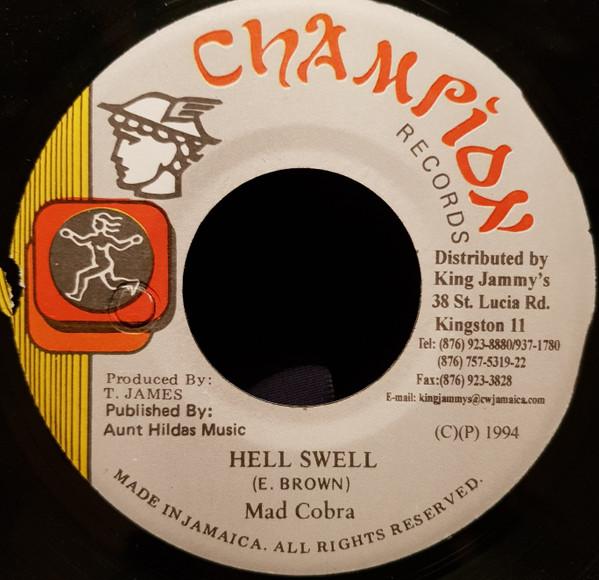 CHAMPION
RECORDS
Distributed by
King Jammy's
38 St. Lucia Rd.
Kingston 11
Tel: (876) 923-8880/937-1780
(876) 757-5319-22
Fax:(876) 923-3828
E-mail: kingjammys@cwjamaica.com
Produced By:
T. JAMES
Published By:
Aunt Hildas Music
(C)(P) 1994
HELL SWELL
(E. BROWN)
Mad Cobra
MADE IN JAMAICA. ALL RIGHTS RESERVED.